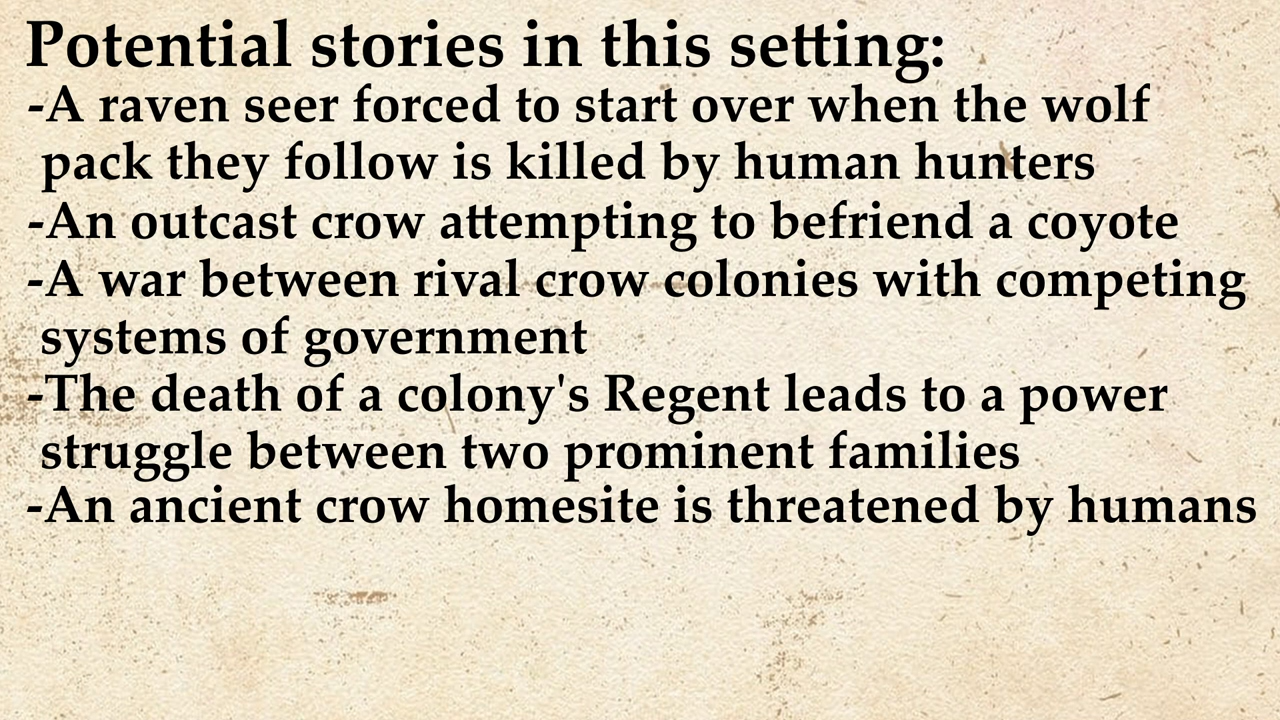 Potential stories in this setting:
-A raven seer forced to start over when the wolf
pack they follow is killed by human hunters
-An outcast crow attempting to befriend a coyote
-A war between rival crow colonies with competing
systems of government
-The death of a colony's Regent leads to a power
struggle between two prominent families
-An ancient crow homesite is threatened by humans